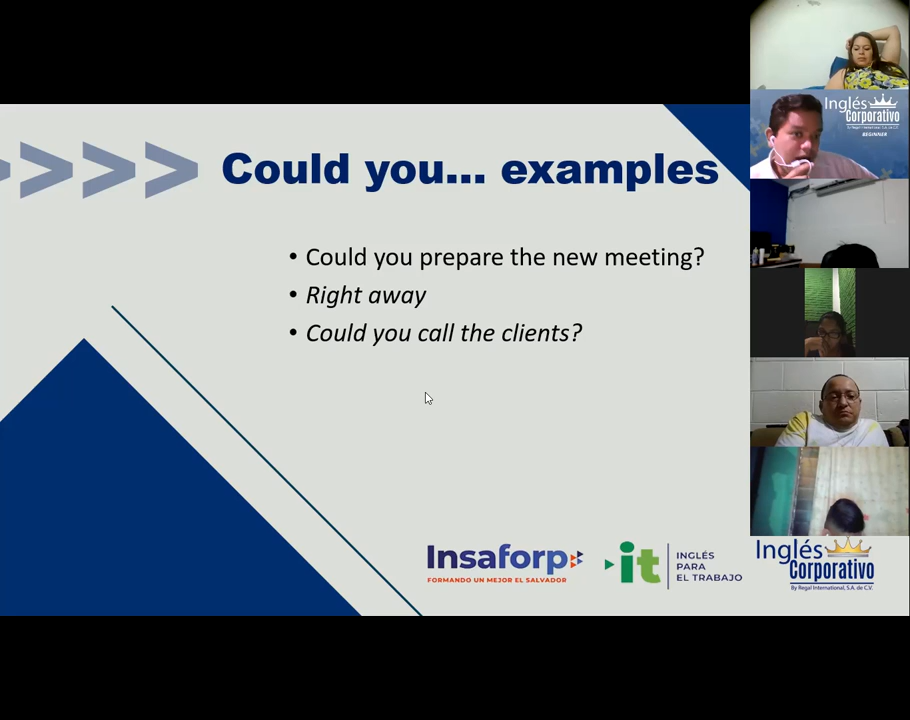 Could you... examples
• Could you prepare the new meeting?
• Right away
• Could you call the clients?
Insaforp
FORMANDO UN MEJOR EL SALVADOR
it
INGLÉS
PARA
EL TRABAJO
Inglés
Corporativo
By Regal International, S.A. de C.V.
Inglés
Corporativo
By Regal International, S.A. de C.V.
BEGINNER